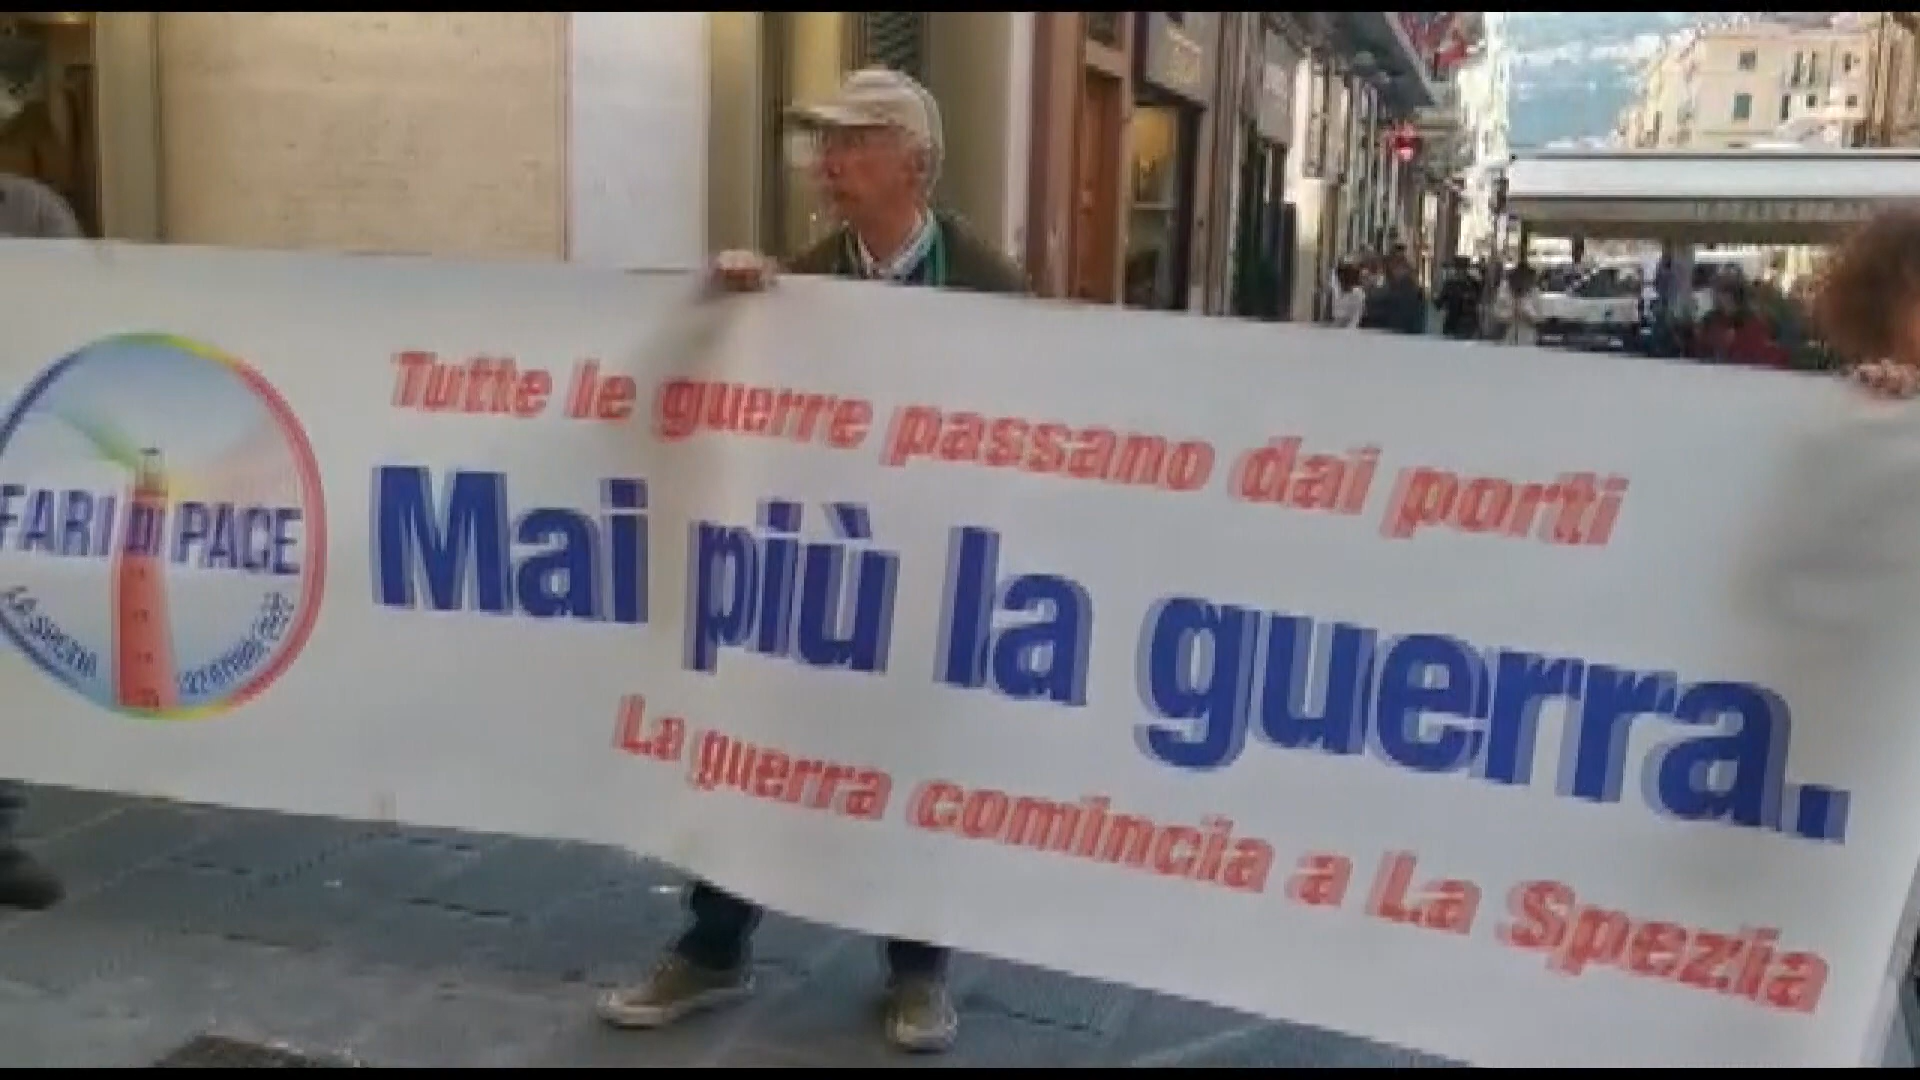 Tutte le guerre passano dai porti
Mai più la guerra.
La guerra comincia a La Spezia
FARI DI PACE
La Spezia